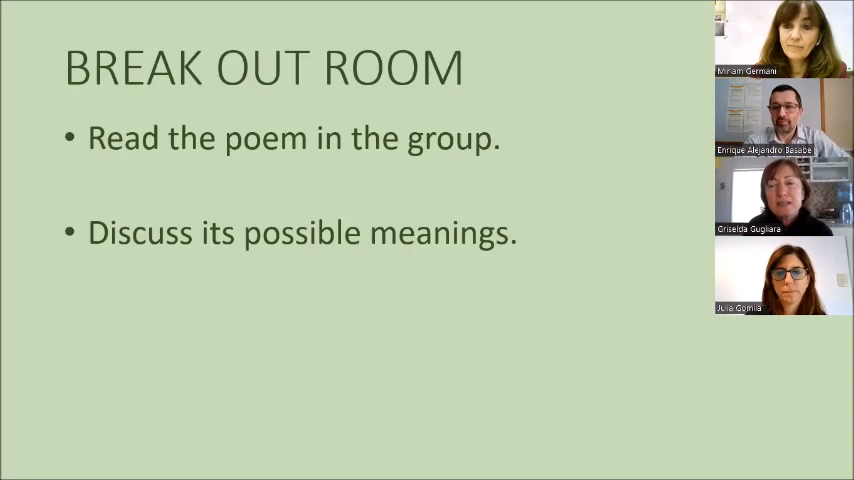 BREAK OUT ROOM
• Read the poem in the group.
• Discuss its possible meanings.
Miriam Germani
Enrique Alejandro Basabe
Griselda Gugliara
Julia Gomila